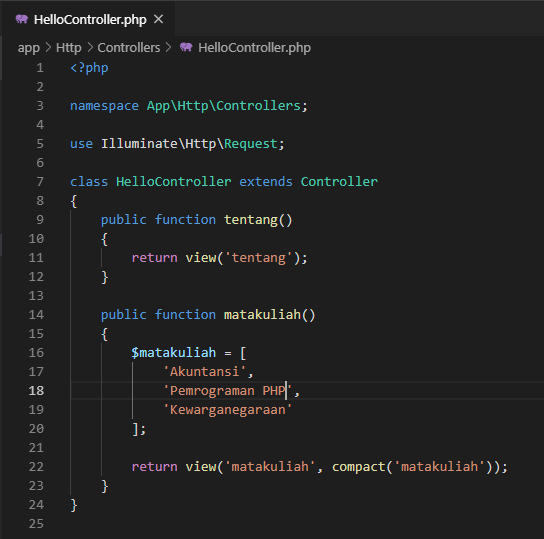 HelloController.php ×
app > Http > Controllers > HelloController.php
1 <?php
2
3 namespace App\Http\Controllers;
4
5 use Illuminate\Http\Request;
6
7 class HelloController extends Controller
8 {
9     public function tentang()
10     {
11         return view('tentang');
12     }
13
14     public function matakuliah()
15     {
16         $matakuliah = [
17             'Akuntansi',
18             'Pemrograman PHP',
19             'Kewarganegaraan'
20         ];
21
22         return view('matakuliah', compact('matakuliah'));
23     }
24 }
25